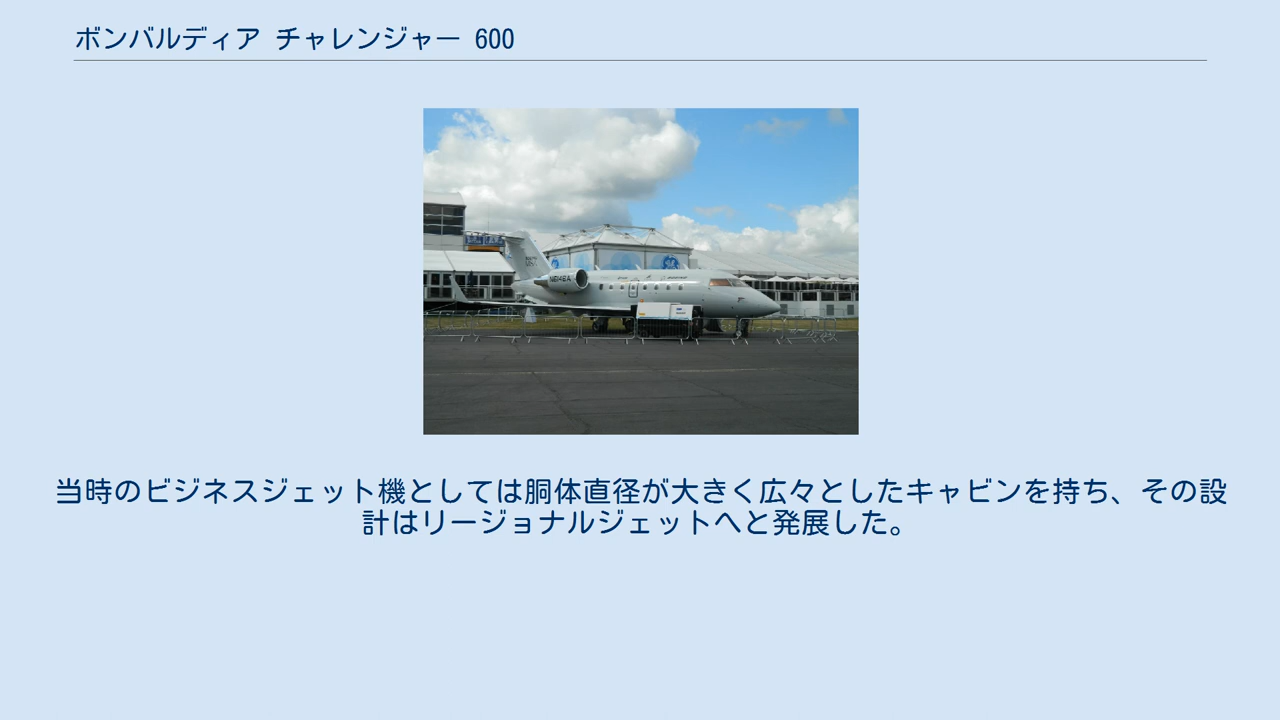 ボンバルディア チャレンジャー 600
当時のビジネスジェット機としては胴体直径が大きく広々としたキャビンを持ち、その設
計はリージョナルジェットへと発展した。